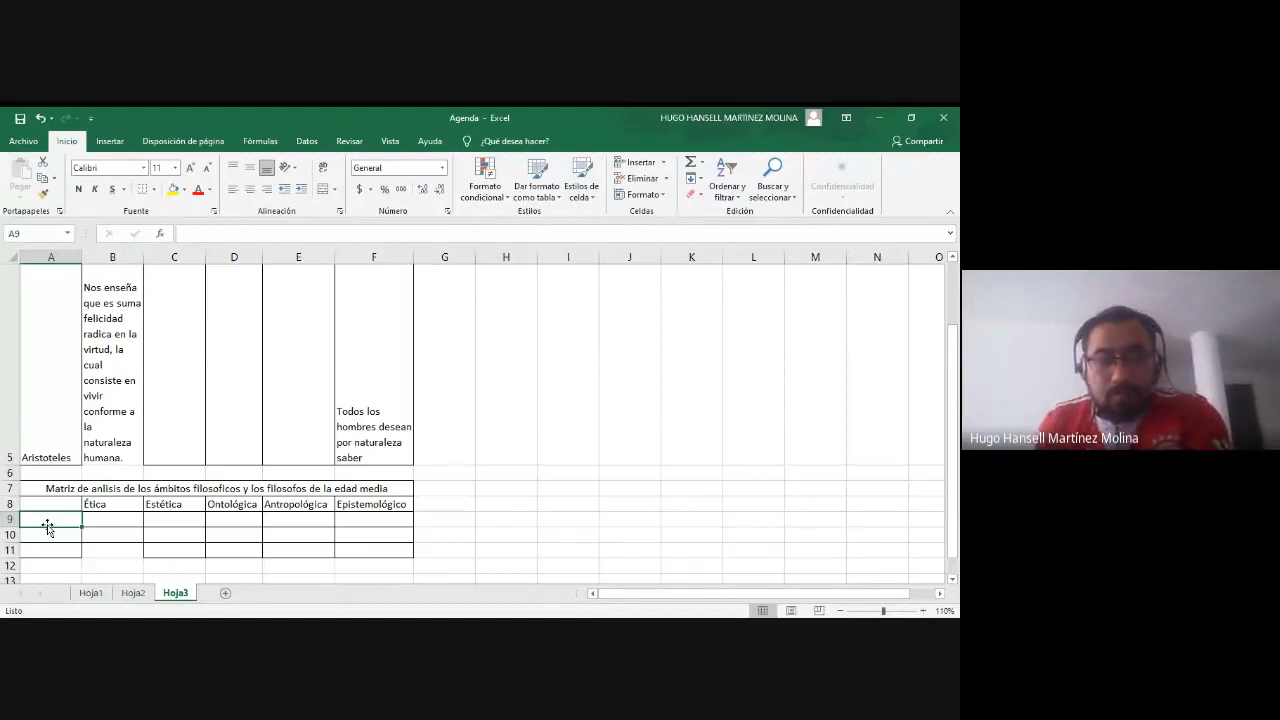 Agenda - Excel
HUGO HANSELL MARTINEZ MOLINA
Archivo Inicio Insertar Disposición de página Fórmulas Datos Revisar Vista Ayuda ¿Qué desea hacer? Compartir
Pegar
Calibri 11
N K S
General
$ % 000
Formato condicional
Dar formato como tabla
Estilos de celda
Insertar
Eliminar
Formato
Ordenar y filtrar
Buscar y seleccionar
Confidencialidad
Portapapeles Fuente Alineación Número Estilos Celdas Edición Confidencialidad
A9 fx
A B C D E F G H I J K L M N O
Nos enseña
que es suma
felicidad
radica en la
virtud, la
cual
consiste en
vivir
conforme a
la
naturaleza
humana.
Todos los
hombres desean
por naturaleza
saber
5 Aristoteles
6
7 Matriz de anlisis de los ámbitos filosoficos y los filosofos de la edad media
8 Ética Estética Ontológica Antropológica Epistemológico
9
10
11
12
13
Hoja1 Hoja2 Hoja3
Listo 110%
Hugo Hansell Martínez Molina